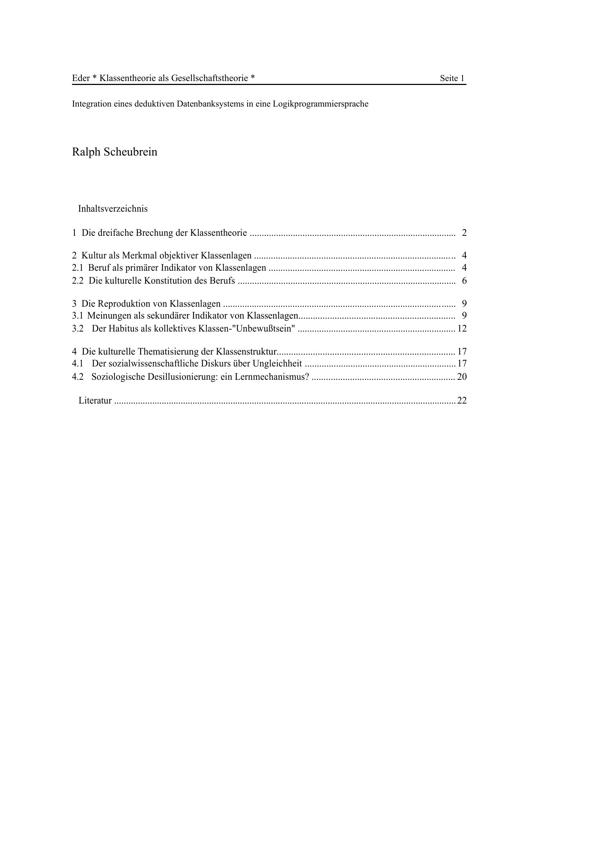 Eder * Klassentheorie als Gesellschaftstheorie * Seite 1
Integration eines deduktiven Datenbanksystems in eine Logikprogrammiersprache
Ralph Scheubrein
Inhaltsverzeichnis
1 Die dreifache Brechung der Klassentheorie ..................................................................................... 2
2 Kultur als Merkmal objektiver Klassenlagen .................................................................................... 4
2.1 Beruf als primärer Indikator von Klassenlagen .............................................................................. 4
2.2 Die kulturelle Konstitution des Berufs ........................................................................................... 6
3 Die Reproduktion von Klassenlagen ................................................................................................ 9
3.1 Meinungen als sekundärer Indikator von Klassenlagen................................................................. 9
3.2 Der Habitus als kollektives Klassen-"Unbewußtsein" ................................................................. 12
4 Die kulturelle Thematisierung der Klassenstruktur.......................................................................... 17
4.1 Der sozialwissenschaftliche Diskurs über Ungleichheit ............................................................... 17
4.2 Soziologische Desillusionierung: ein Lernmechanismus? ............................................................ 20
Literatur ............................................................................................................................................. 22